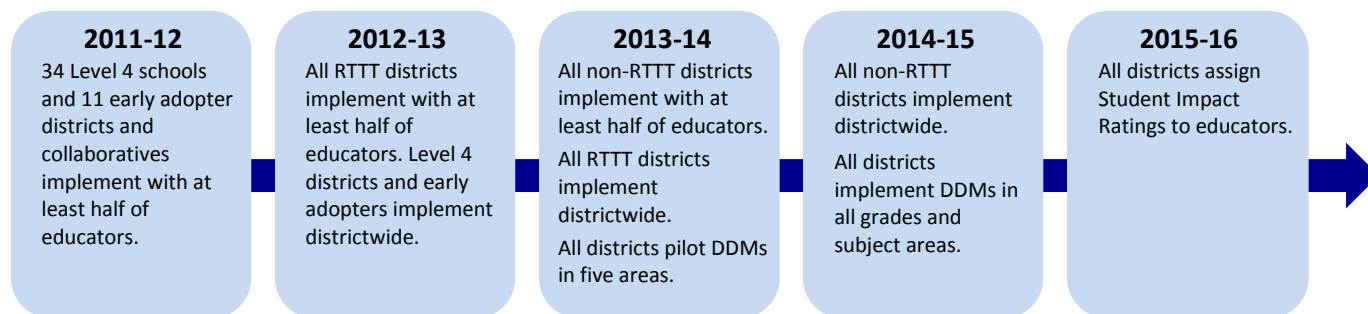 2011-12
34 Level 4 schools
and 11 early adopter
districts and
collaboratives
implement with at
least half of
educators.
2012-13
All RTTT districts
implement with at
least half of
educators. Level 4
districts and early
adopters implement
districtwide.
2013-14
All non-RTTT districts
implement with at
least half of educators.
All RTTT districts
implement
districtwide.
All districts pilot DDMs
in five areas.
2014-15
All non-RTTT
districts implement
districtwide.
All districts
implement DDMs in
all grades and
subject areas.
2015-16
All districts assign
Student Impact
Ratings to educators.